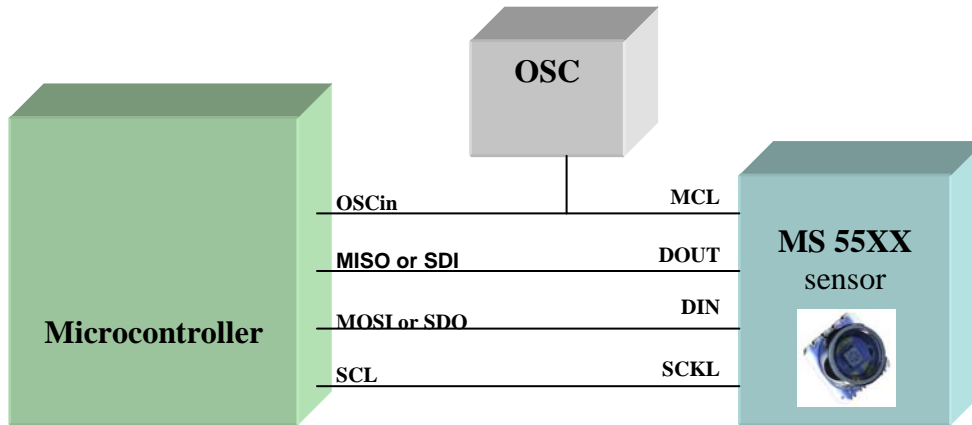 OSC
OSCin
MCL
MISO or SDI
DOUT
MOSI or SDO
DIN
SCL
SCKL
Microcontroller
MS 55XX
sensor